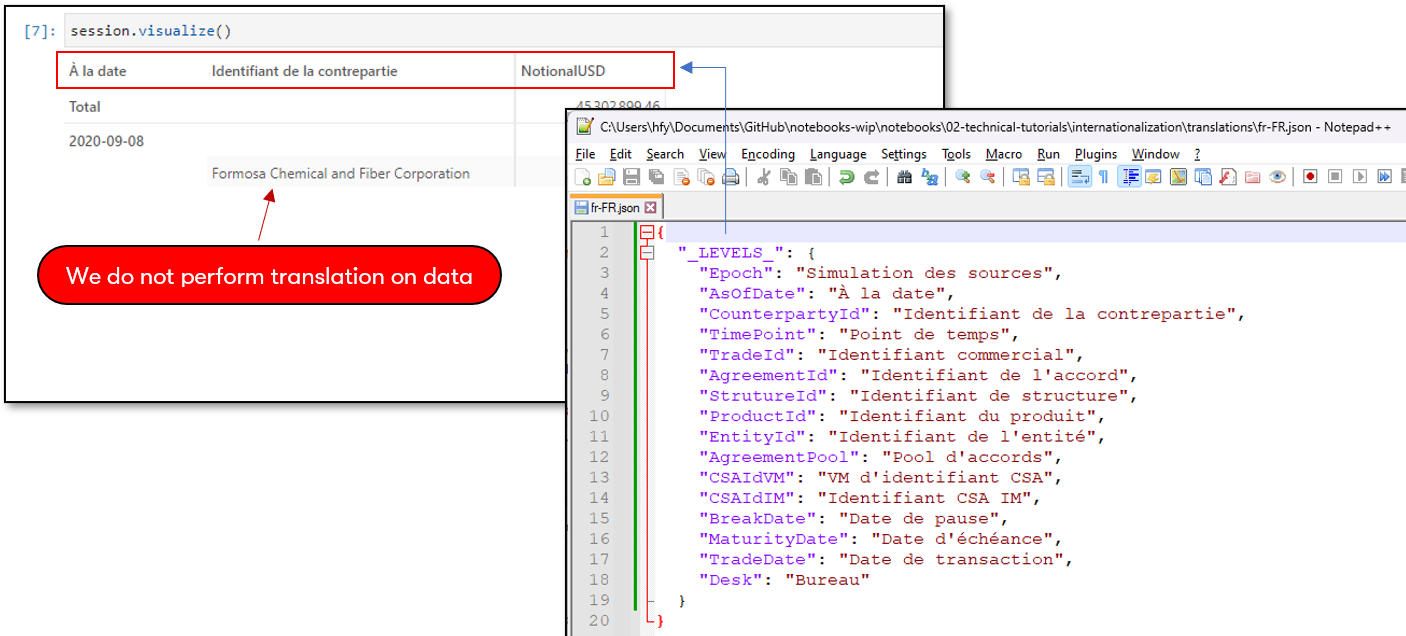 [7]: session.visualize()
À la date Identifiant de la contrepartie NotionalUSD
Total 45 302 899.46
2020-09-08
Formosa Chemical and Fiber Corporation
We do not perform translation on data
C:\Users\hfy\Documents\GitHub\notebooks-wip\notebooks\02-technical-tutorials\internationalization\translations\fr-FR.json - Notepad++
File Edit Search View Encoding Language Settings Tools Macro Run Plugins Window ?
fr-FR.json
1 {
2 "_LEVELS_": {
3 "Epoch": "Simulation des sources",
4 "AsOfDate": "À la date",
5 "CounterpartyId": "Identifiant de la contrepartie",
6 "TimePoint": "Point de temps",
7 "TradeId": "Identifiant commercial",
8 "AgreementId": "Identifiant de l'accord",
9 "StrutureId": "Identifiant de structure",
10 "ProductId": "Identifiant du produit",
11 "EntityId": "Identifiant de l'entité",
12 "AgreementPool": "Pool d'accords",
13 "CSAIdVM": "VM d'identifiant CSA",
14 "CSAIdIM": "Identifiant CSA IM",
15 "BreakDate": "Date de pause",
16 "MaturityDate": "Date d'échéance",
17 "TradeDate": "Date de transaction",
18 "Desk": "Bureau"
19 }
20 }